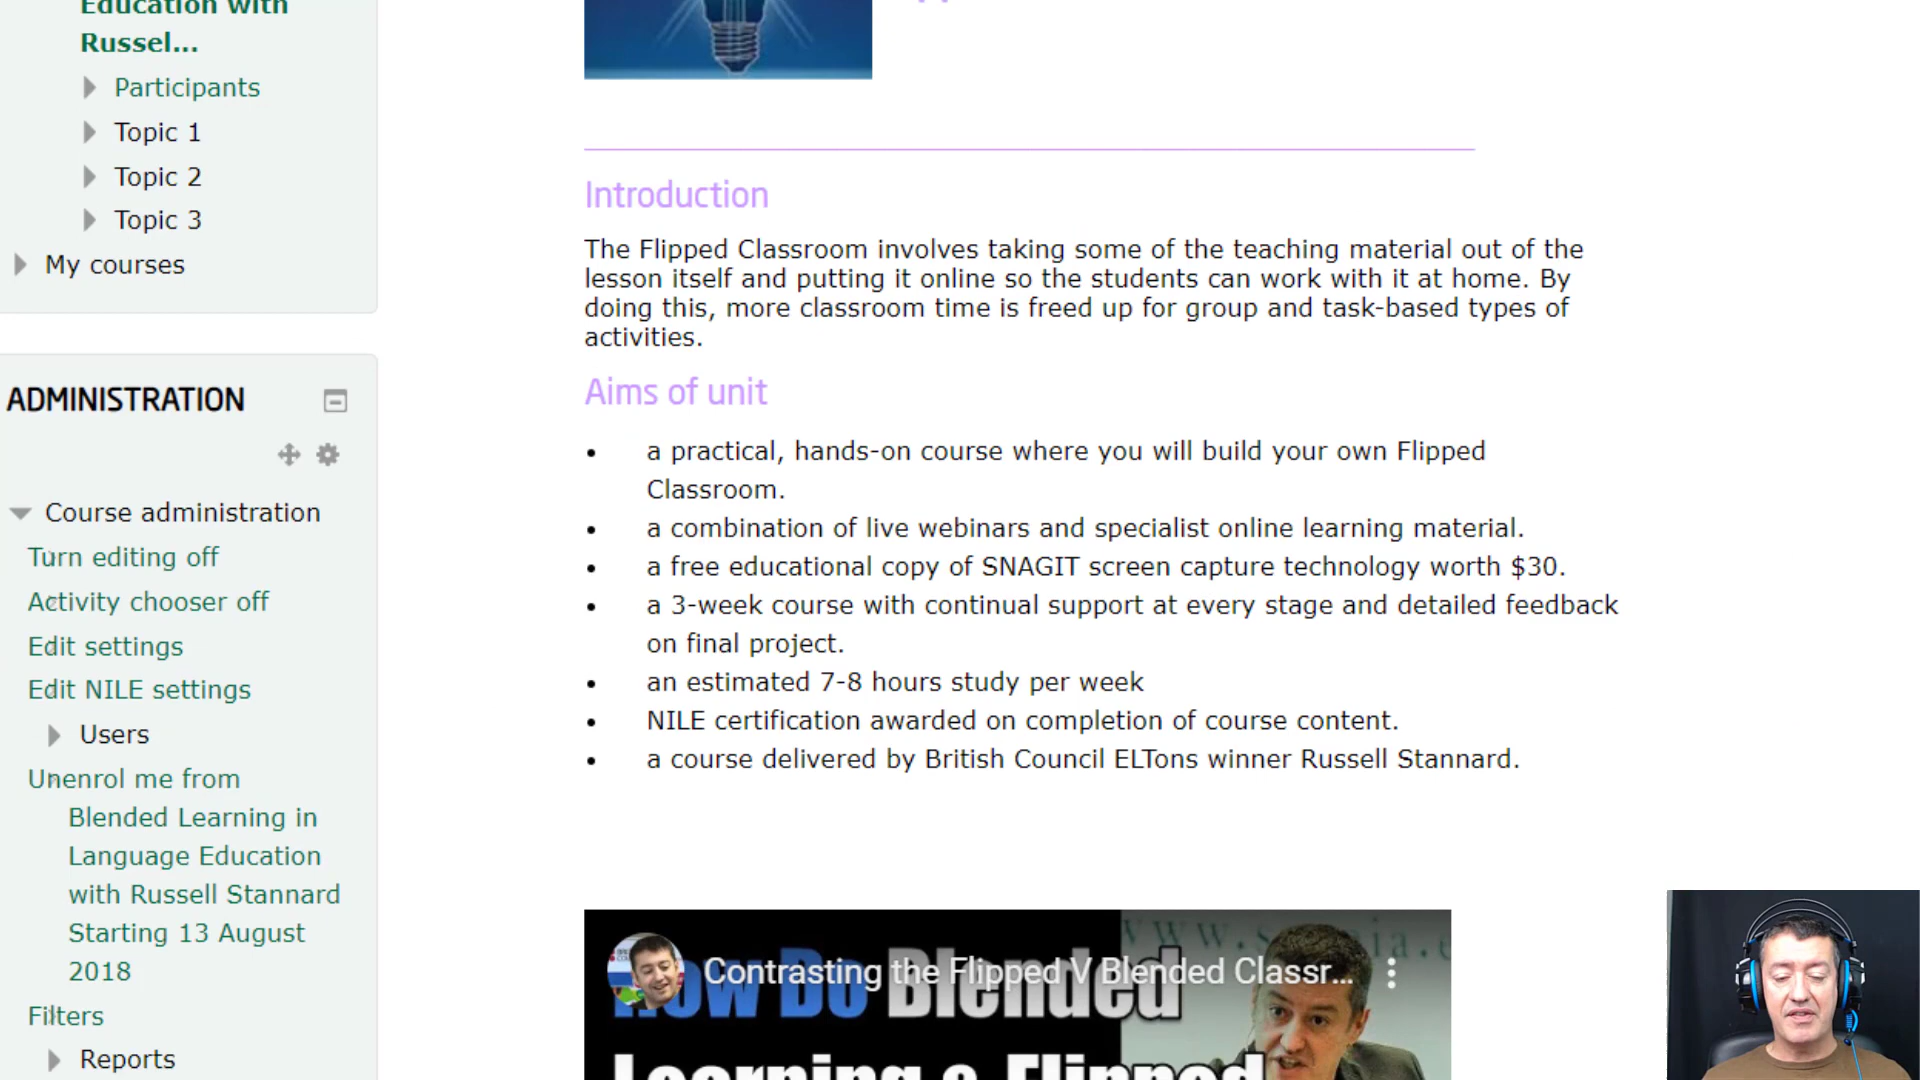 Education with
Russel...
Participants
Topic 1
Topic 2
Topic 3
My courses
ADMINISTRATION
Course administration
Turn editing off
Activity chooser off
Edit settings
Edit NILE settings
Users
Unenrol me from
Blended Learning in
Language Education
with Russell Stannard
Starting 13 August
2018
Filters
Reports
Introduction
The Flipped Classroom involves taking some of the teaching material out of the
lesson itself and putting it online so the students can work with it at home. By
doing this, more classroom time is freed up for group and task-based types of
activities.
Aims of unit
• a practical, hands-on course where you will build your own Flipped
Classroom.
• a combination of live webinars and specialist online learning material.
• a free educational copy of SNAGIT screen capture technology worth $30.
• a 3-week course with continual support at every stage and detailed feedback
on final project.
• an estimated 7-8 hours study per week
• NILE certification awarded on completion of course content.
• a course delivered by British Council ELTons winner Russell Stannard.
Contrasting the Flipped V Blended Classr...
How Do Blended
Learning & Flipped